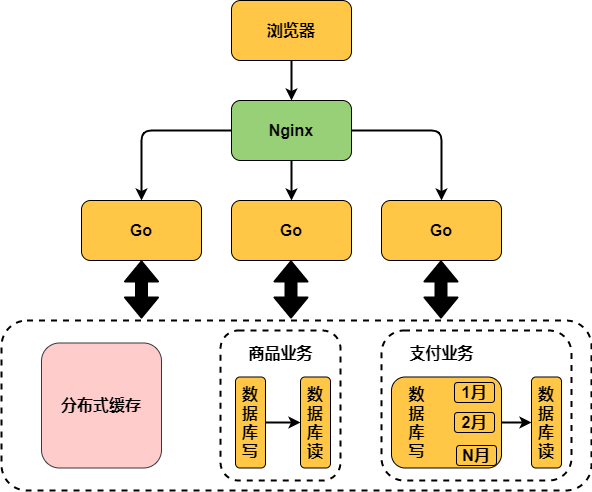 浏览器
Nginx
Go
Go
Go
分布式缓存
商品业务
数据库写
数据库读
支付业务
数据库写
1月
2月
N月
数据库读